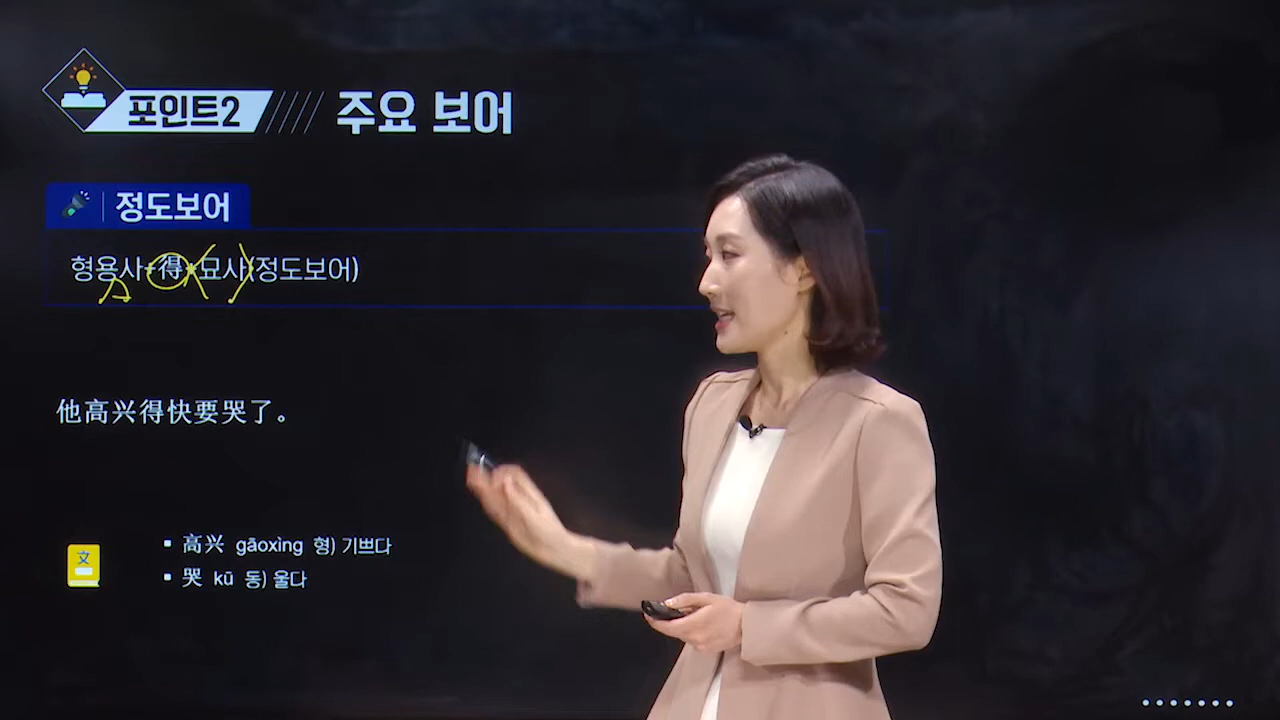 포인트2 주요 보어
정도보어
형용사+得+묘사(정도보어)
他高兴得快要哭了。
文
高兴 gāoxìng 형) 기쁘다
哭 kū 동) 울다